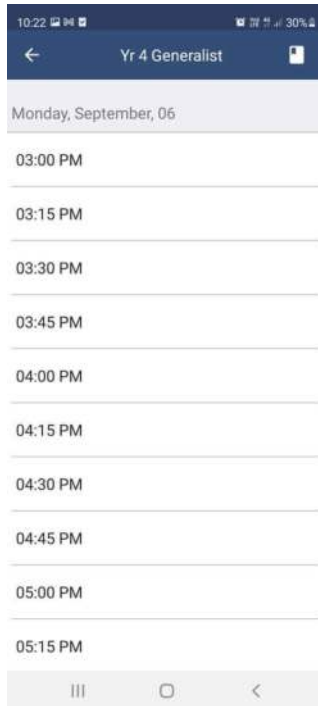 10:22 30%
Yr 4 Generalist
Monday, September, 06
03:00 PM
03:15 PM
03:30 PM
03:45 PM
04:00 PM
04:15 PM
04:30 PM
04:45 PM
05:00 PM
05:15 PM